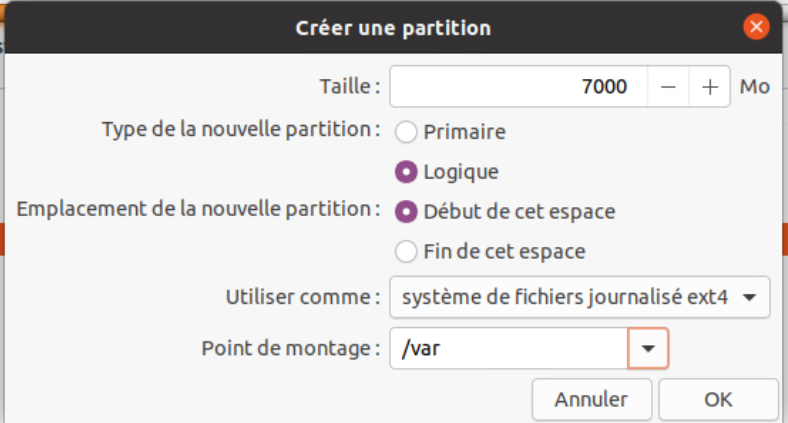 Créer une partition
Taille : 7000 − + Mo
Type de la nouvelle partition : Primaire
Logique
Emplacement de la nouvelle partition : Début de cet espace
Fin de cet espace
Utiliser comme : système de fichiers journalisé ext4
Point de montage : /var
Annuler OK